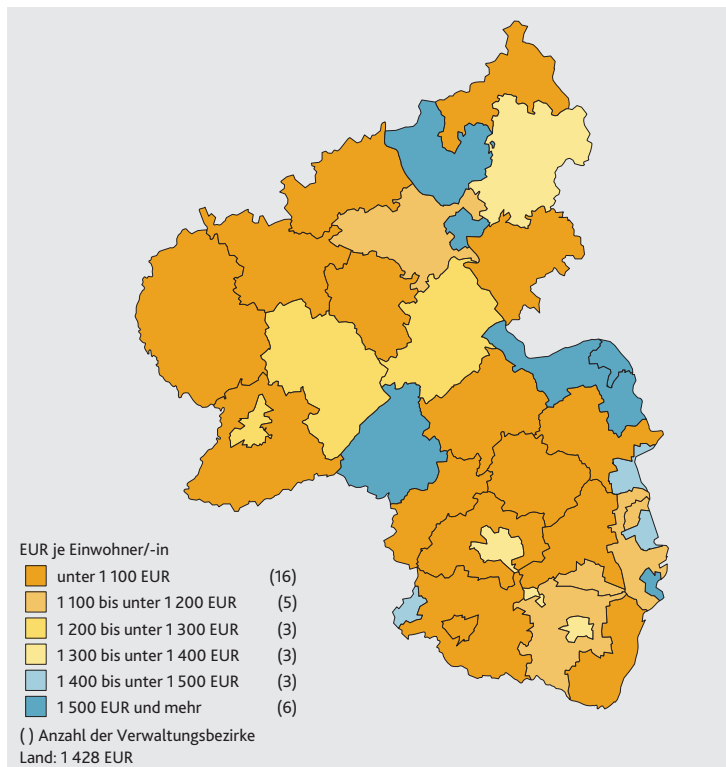 EUR je Einwohner/-in
unter 1 100 EUR (16)
1 100 bis unter 1 200 EUR (5)
1 200 bis unter 1 300 EUR (3)
1 300 bis unter 1 400 EUR (3)
1 400 bis unter 1 500 EUR (3)
1 500 EUR und mehr (6)
( ) Anzahl der Verwaltungsbezirke
Land: 1 428 EUR